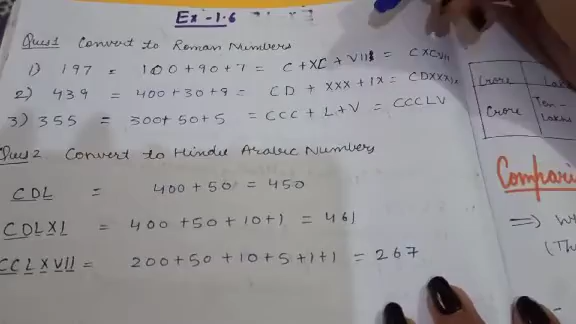 Ex-1.6
Ques1 Convert to Roman Numbers
1) 197 = 100+90+7 = C+XC+VII = CXCVII
2) 439 = 400+30+9 = CD + XXX + IX = CDXXXIX
3) 355 = 300+50+5 = CCC + L+V = CCCLV
Ques2. Convert to Hindu Arabic Numbers
CDL = 400+50 = 450
CDLXI = 400+50+10+1 = 461
CCLXVII = 200+50+10+5+1+1 = 267
Crore
Crore Ten- Lakhs
Compari